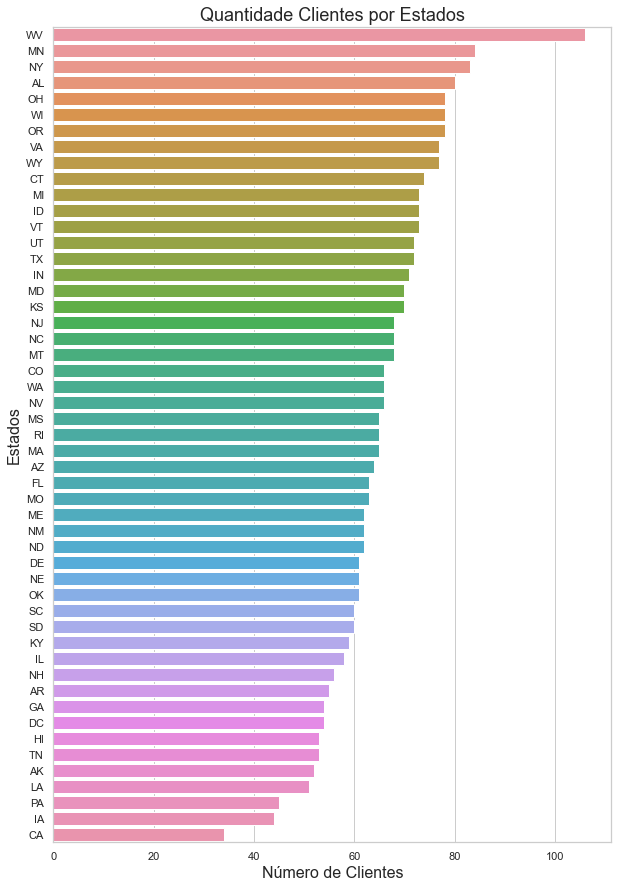 Quantidade Clientes por Estados
WV
MN
NY
AL
OH
WI
OR
VA
WY
CT
MI
ID
VT
UT
TX
IN
MD
KS
NJ
NC
MT
CO
WA
NV
MS
RI
MA
AZ
FL
MO
ME
NM
ND
DE
NE
OK
SC
SD
KY
IL
NH
AR
GA
DC
HI
TN
AK
LA
PA
IA
CA
Estados
0 20 40 60 80 100
Número de Clientes